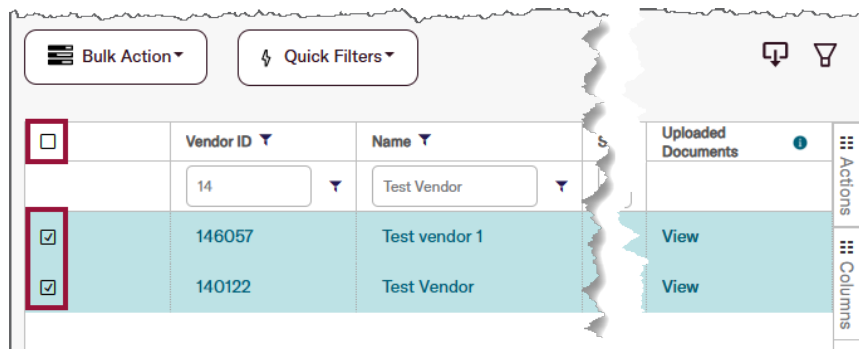 Bulk Action
Quick Filters
Vendor ID
Name
Uploaded
Documents
14
Test Vendor
146057
Test vendor 1
View
140122
Test Vendor
View
Actions
Columns